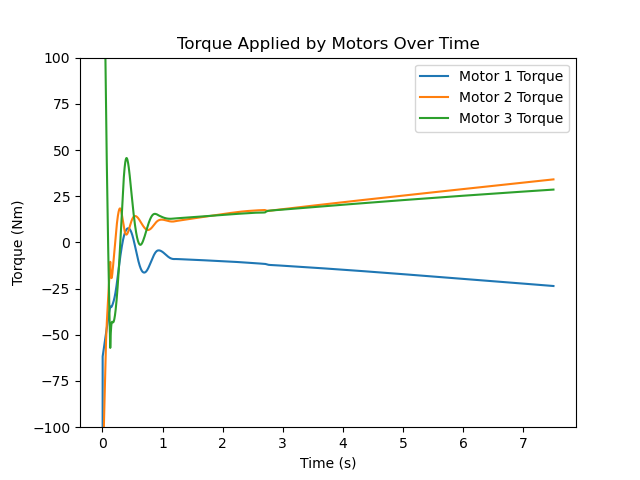 Torque Applied by Motors Over Time
100
75
50
25
0
−25
−50
−75
−100
Torque (Nm)
Motor 1 Torque
Motor 2 Torque
Motor 3 Torque
0 1 2 3 4 5 6 7
Time (s)